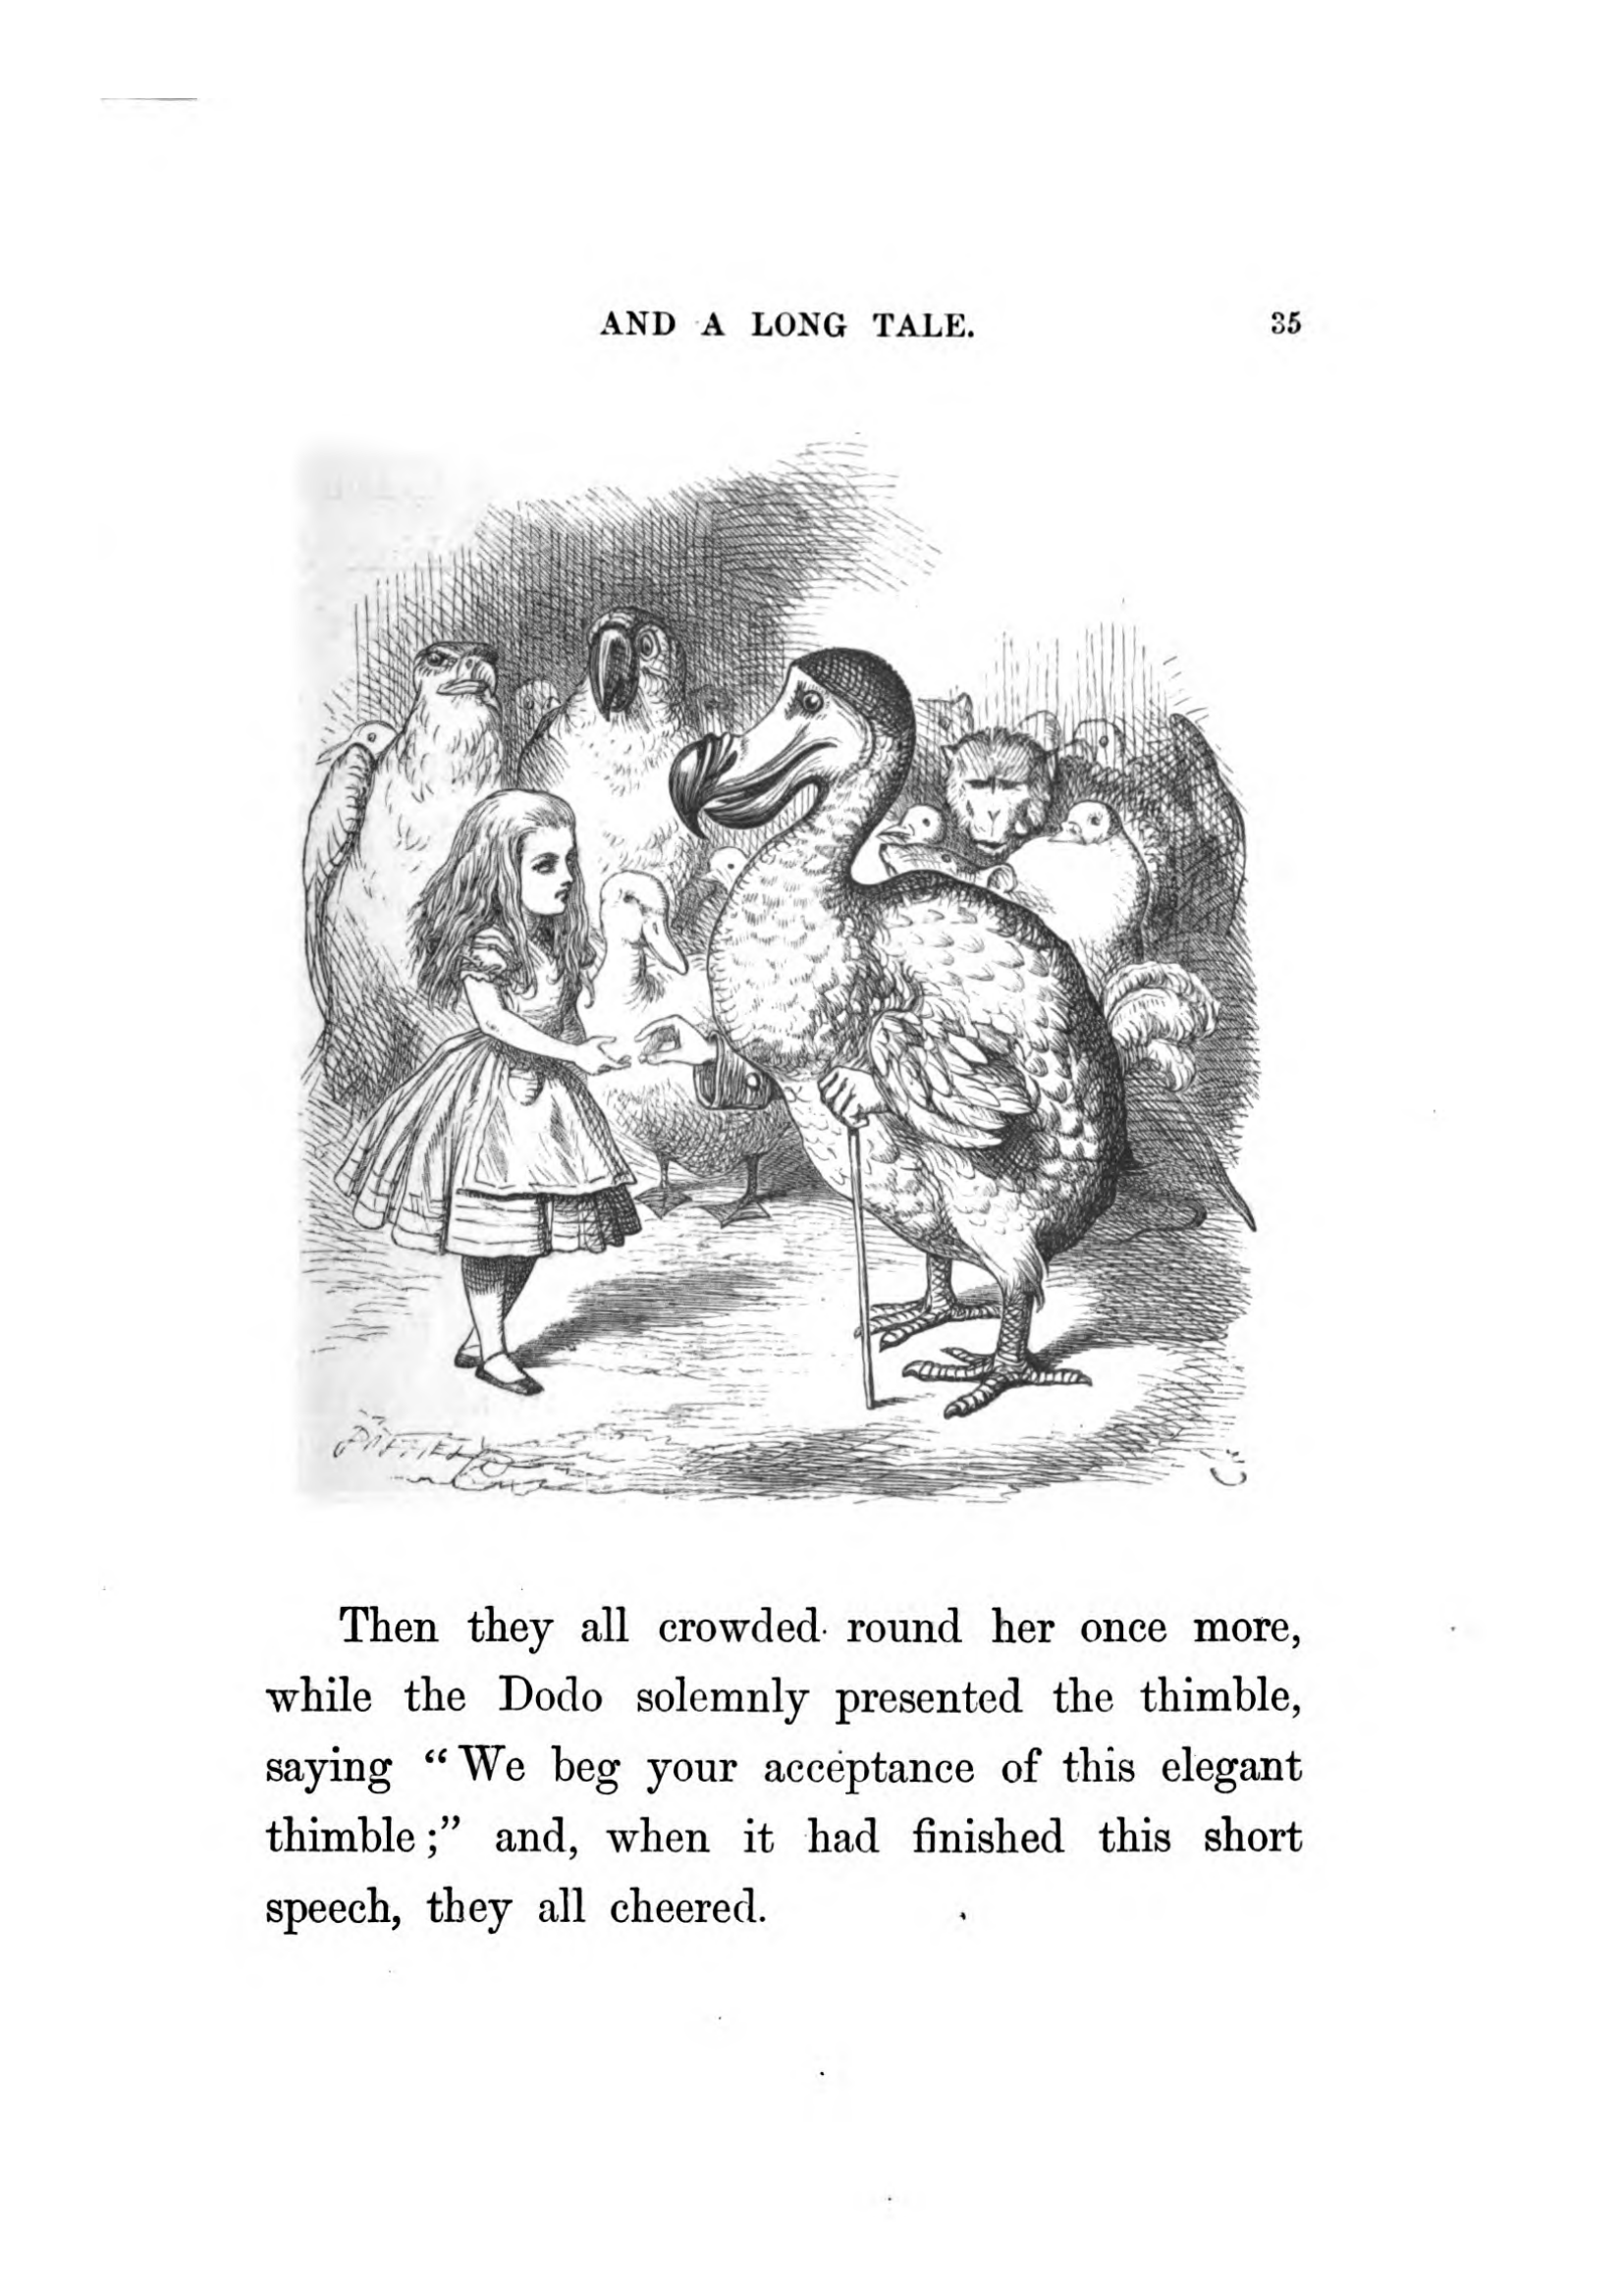 AND A LONG TALE. 35
Then they all crowded round her once more,
while the Dodo solemnly presented the thimble,
saying “We beg your acceptance of this elegant
thimble;” and, when it had finished this short
speech, they all cheered.